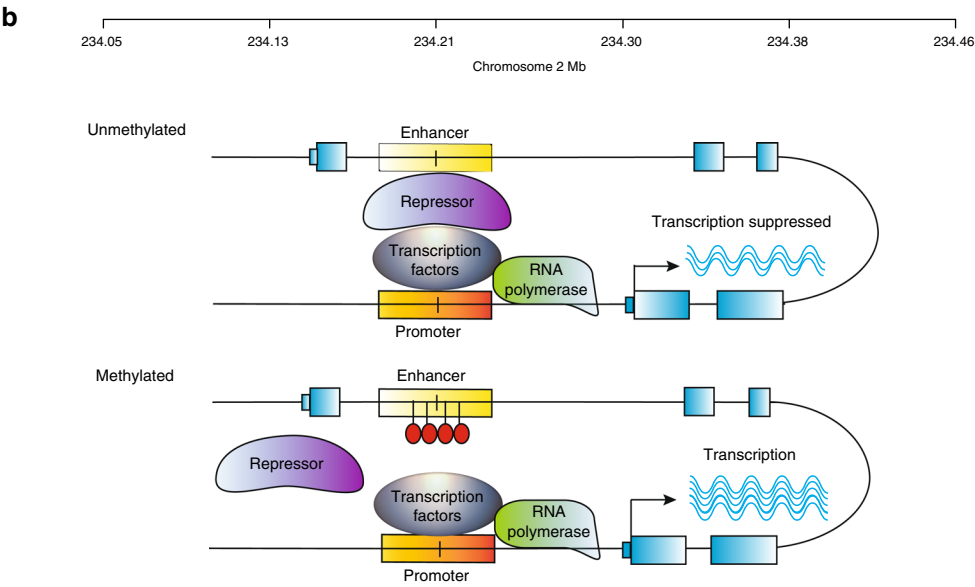 b
234.05 234.13 234.21 234.30 234.38 234.46
Chromosome 2 Mb
Unmethylated
Enhancer
Repressor
Transcription suppressed
Transcription
factors
RNA
polymerase
Promoter
Methylated
Enhancer
Repressor
Transcription
Transcription
factors
RNA
polymerase
Promoter